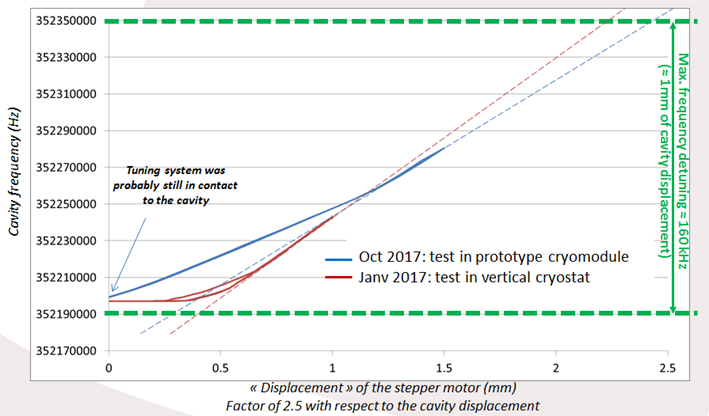 352350000
352330000
352310000
352290000
352270000
352250000
352230000
352210000
352190000
352170000
Cavity frequency (Hz)
Tuning system was
probably still in contact
to the cavity
Oct 2017: test in prototype cryomodule
Janv 2017: test in vertical cryostat
Max. frequency detuning ≈ 160 kHz
(≈ 1mm of cavity displacement)
0 0.5 1 1.5 2 2.5
« Displacement » of the stepper motor (mm)
Factor of 2.5 with respect to the cavity displacement